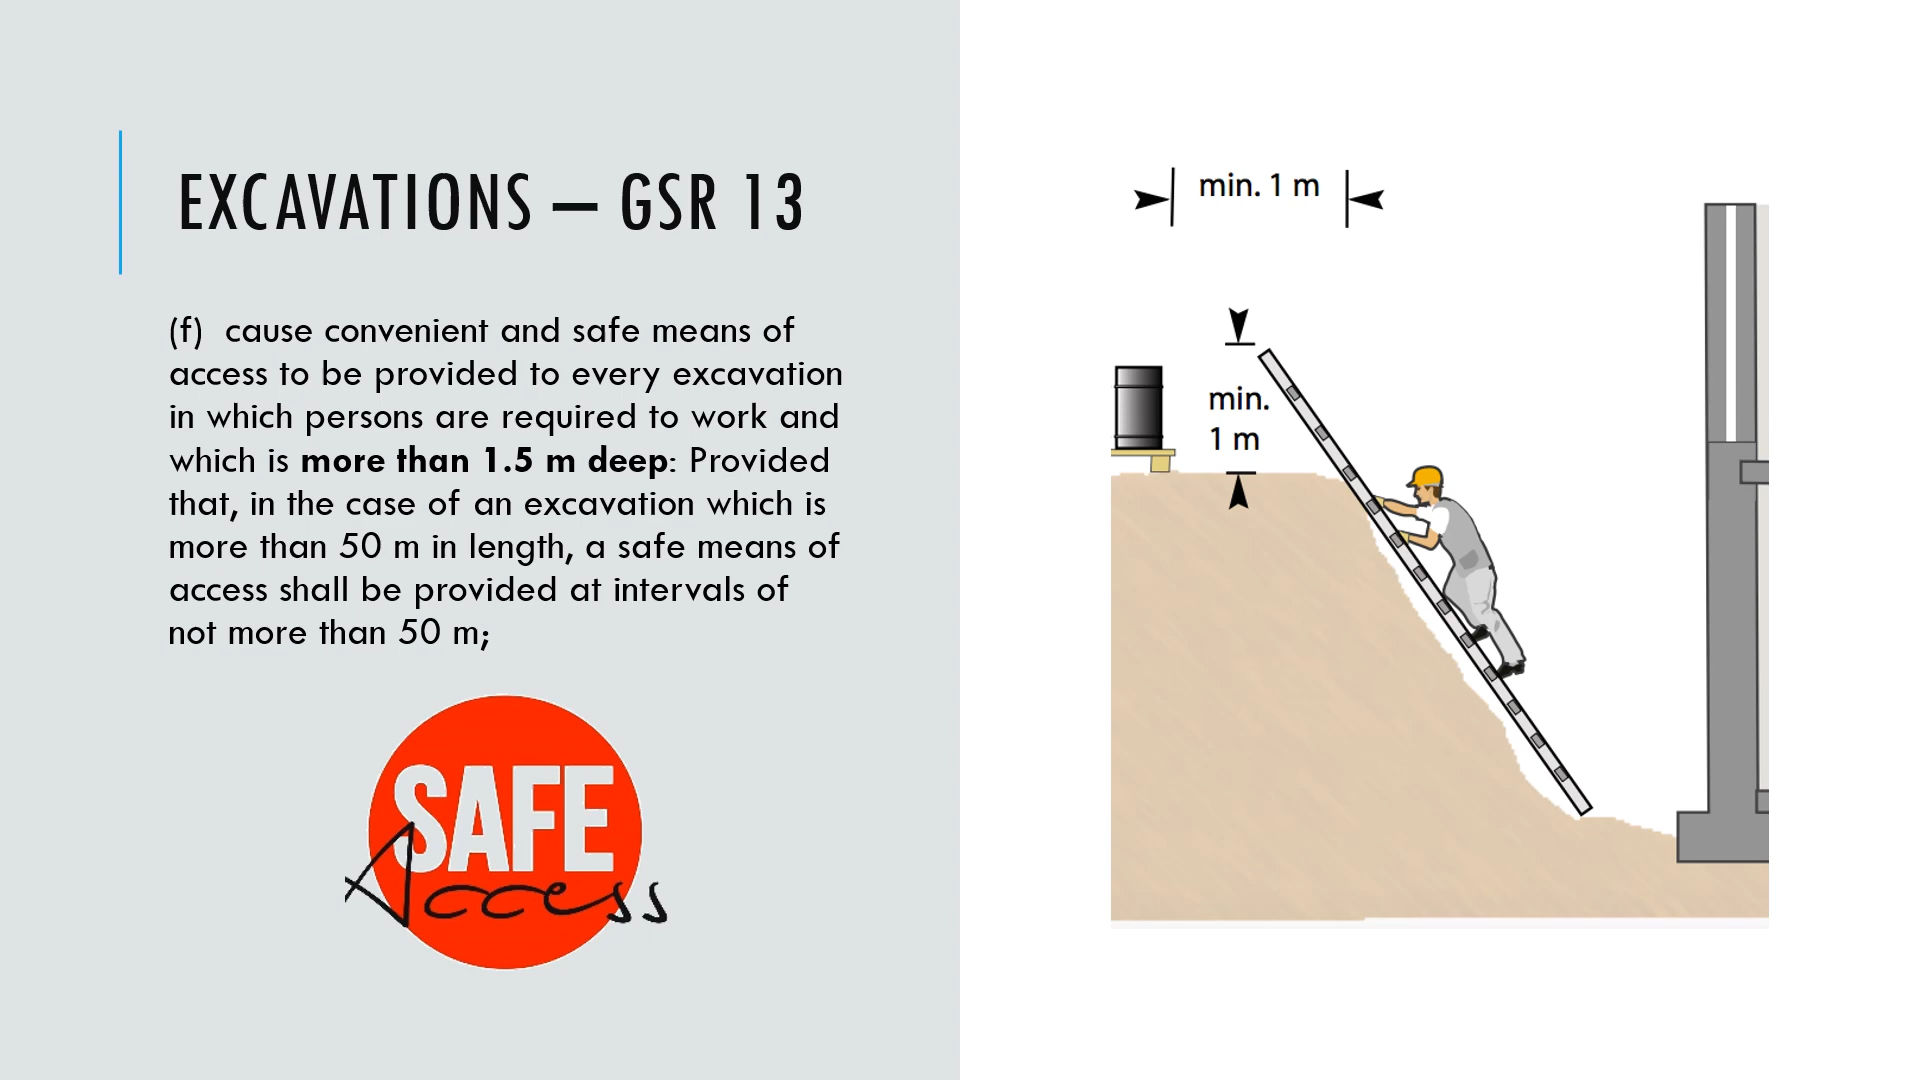 EXCAVATIONS – GSR 13
(f) cause convenient and safe means of
access to be provided to every excavation
in which persons are required to work and
which is more than 1.5 m deep: Provided
that, in the case of an excavation which is
more than 50 m in length, a safe means of
access shall be provided at intervals of
not more than 50 m;
SAFE
Access
min. 1 m
min.
1 m